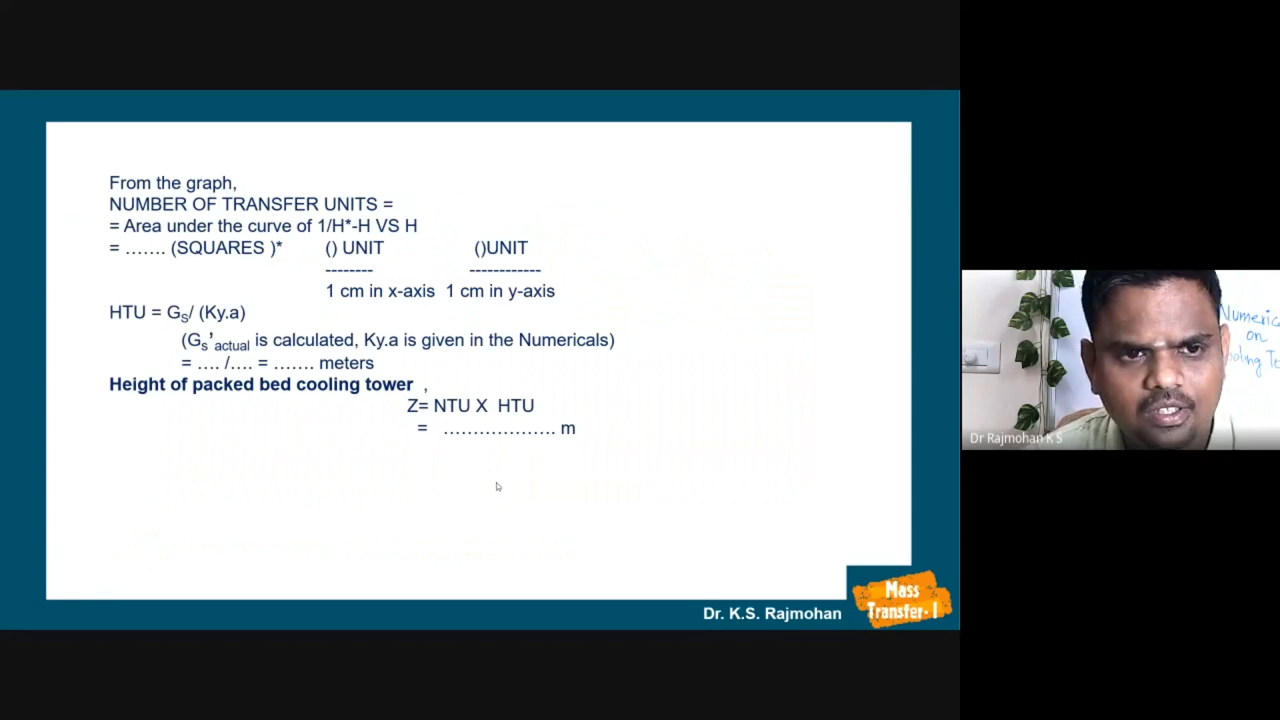 From the graph,
NUMBER OF TRANSFER UNITS =
= Area under the curve of 1/H*-H VS H
= ……. (SQUARES )* () UNIT ()UNIT
-------- ------------
1 cm in x-axis 1 cm in y-axis
HTU = Gs/ (Ky.a)
(Gs’actual is calculated, Ky.a is given in the Numericals)
= …. /…. = ……. meters
Height of packed bed cooling tower ,
Z= NTU X HTU
= ………………. m
Dr. K.S. Rajmohan
Mass
Transfer-I
Numeric
on
Dr Rajmohan K S